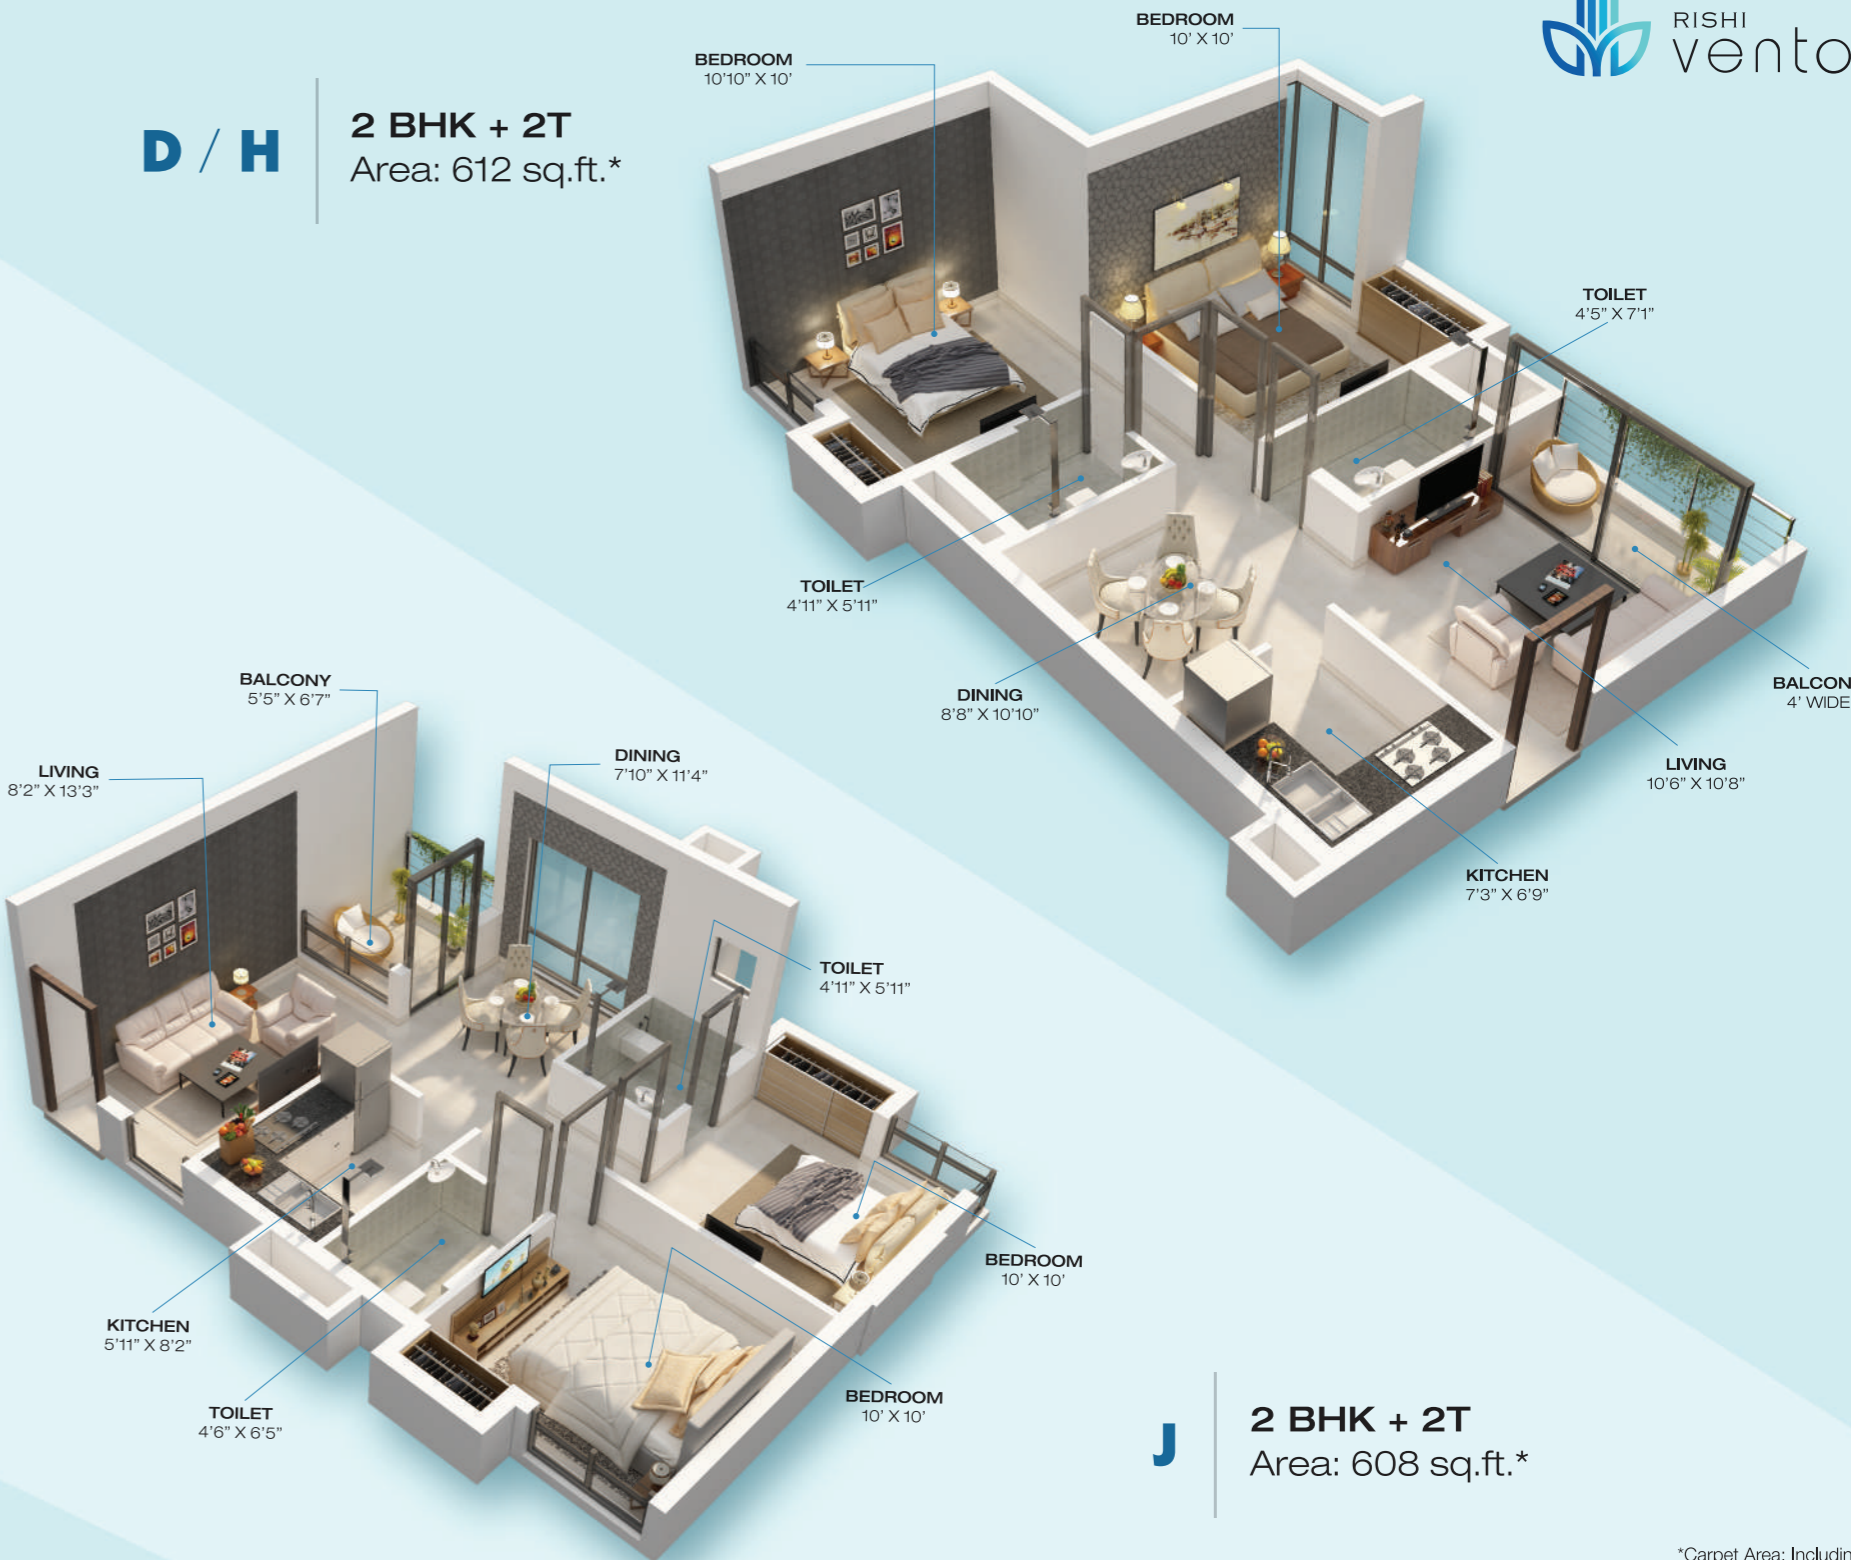 RISHI
vento
D / H
2 BHK + 2T
Area: 612 sq.ft.*
BEDROOM
10'10" X 10'
BEDROOM
10' X 10'
TOILET
4'5" X 7'1"
TOILET
4'11" X 5'11"
DINING
8'8" X 10'10"
BALCON
4' WIDE
LIVING
10'6" X 10'8"
KITCHEN
7'3" X 6'9"
BALCONY
5'5" X 6'7"
LIVING
8'2" X 13'3"
DINING
7'10" X 11'4"
TOILET
4'11" X 5'11"
BEDROOM
10' X 10'
KITCHEN
5'11" X 8'2"
TOILET
4'6" X 6'5"
BEDROOM
10' X 10'
J
2 BHK + 2T
Area: 608 sq.ft.*
*Carpet Area: Includin